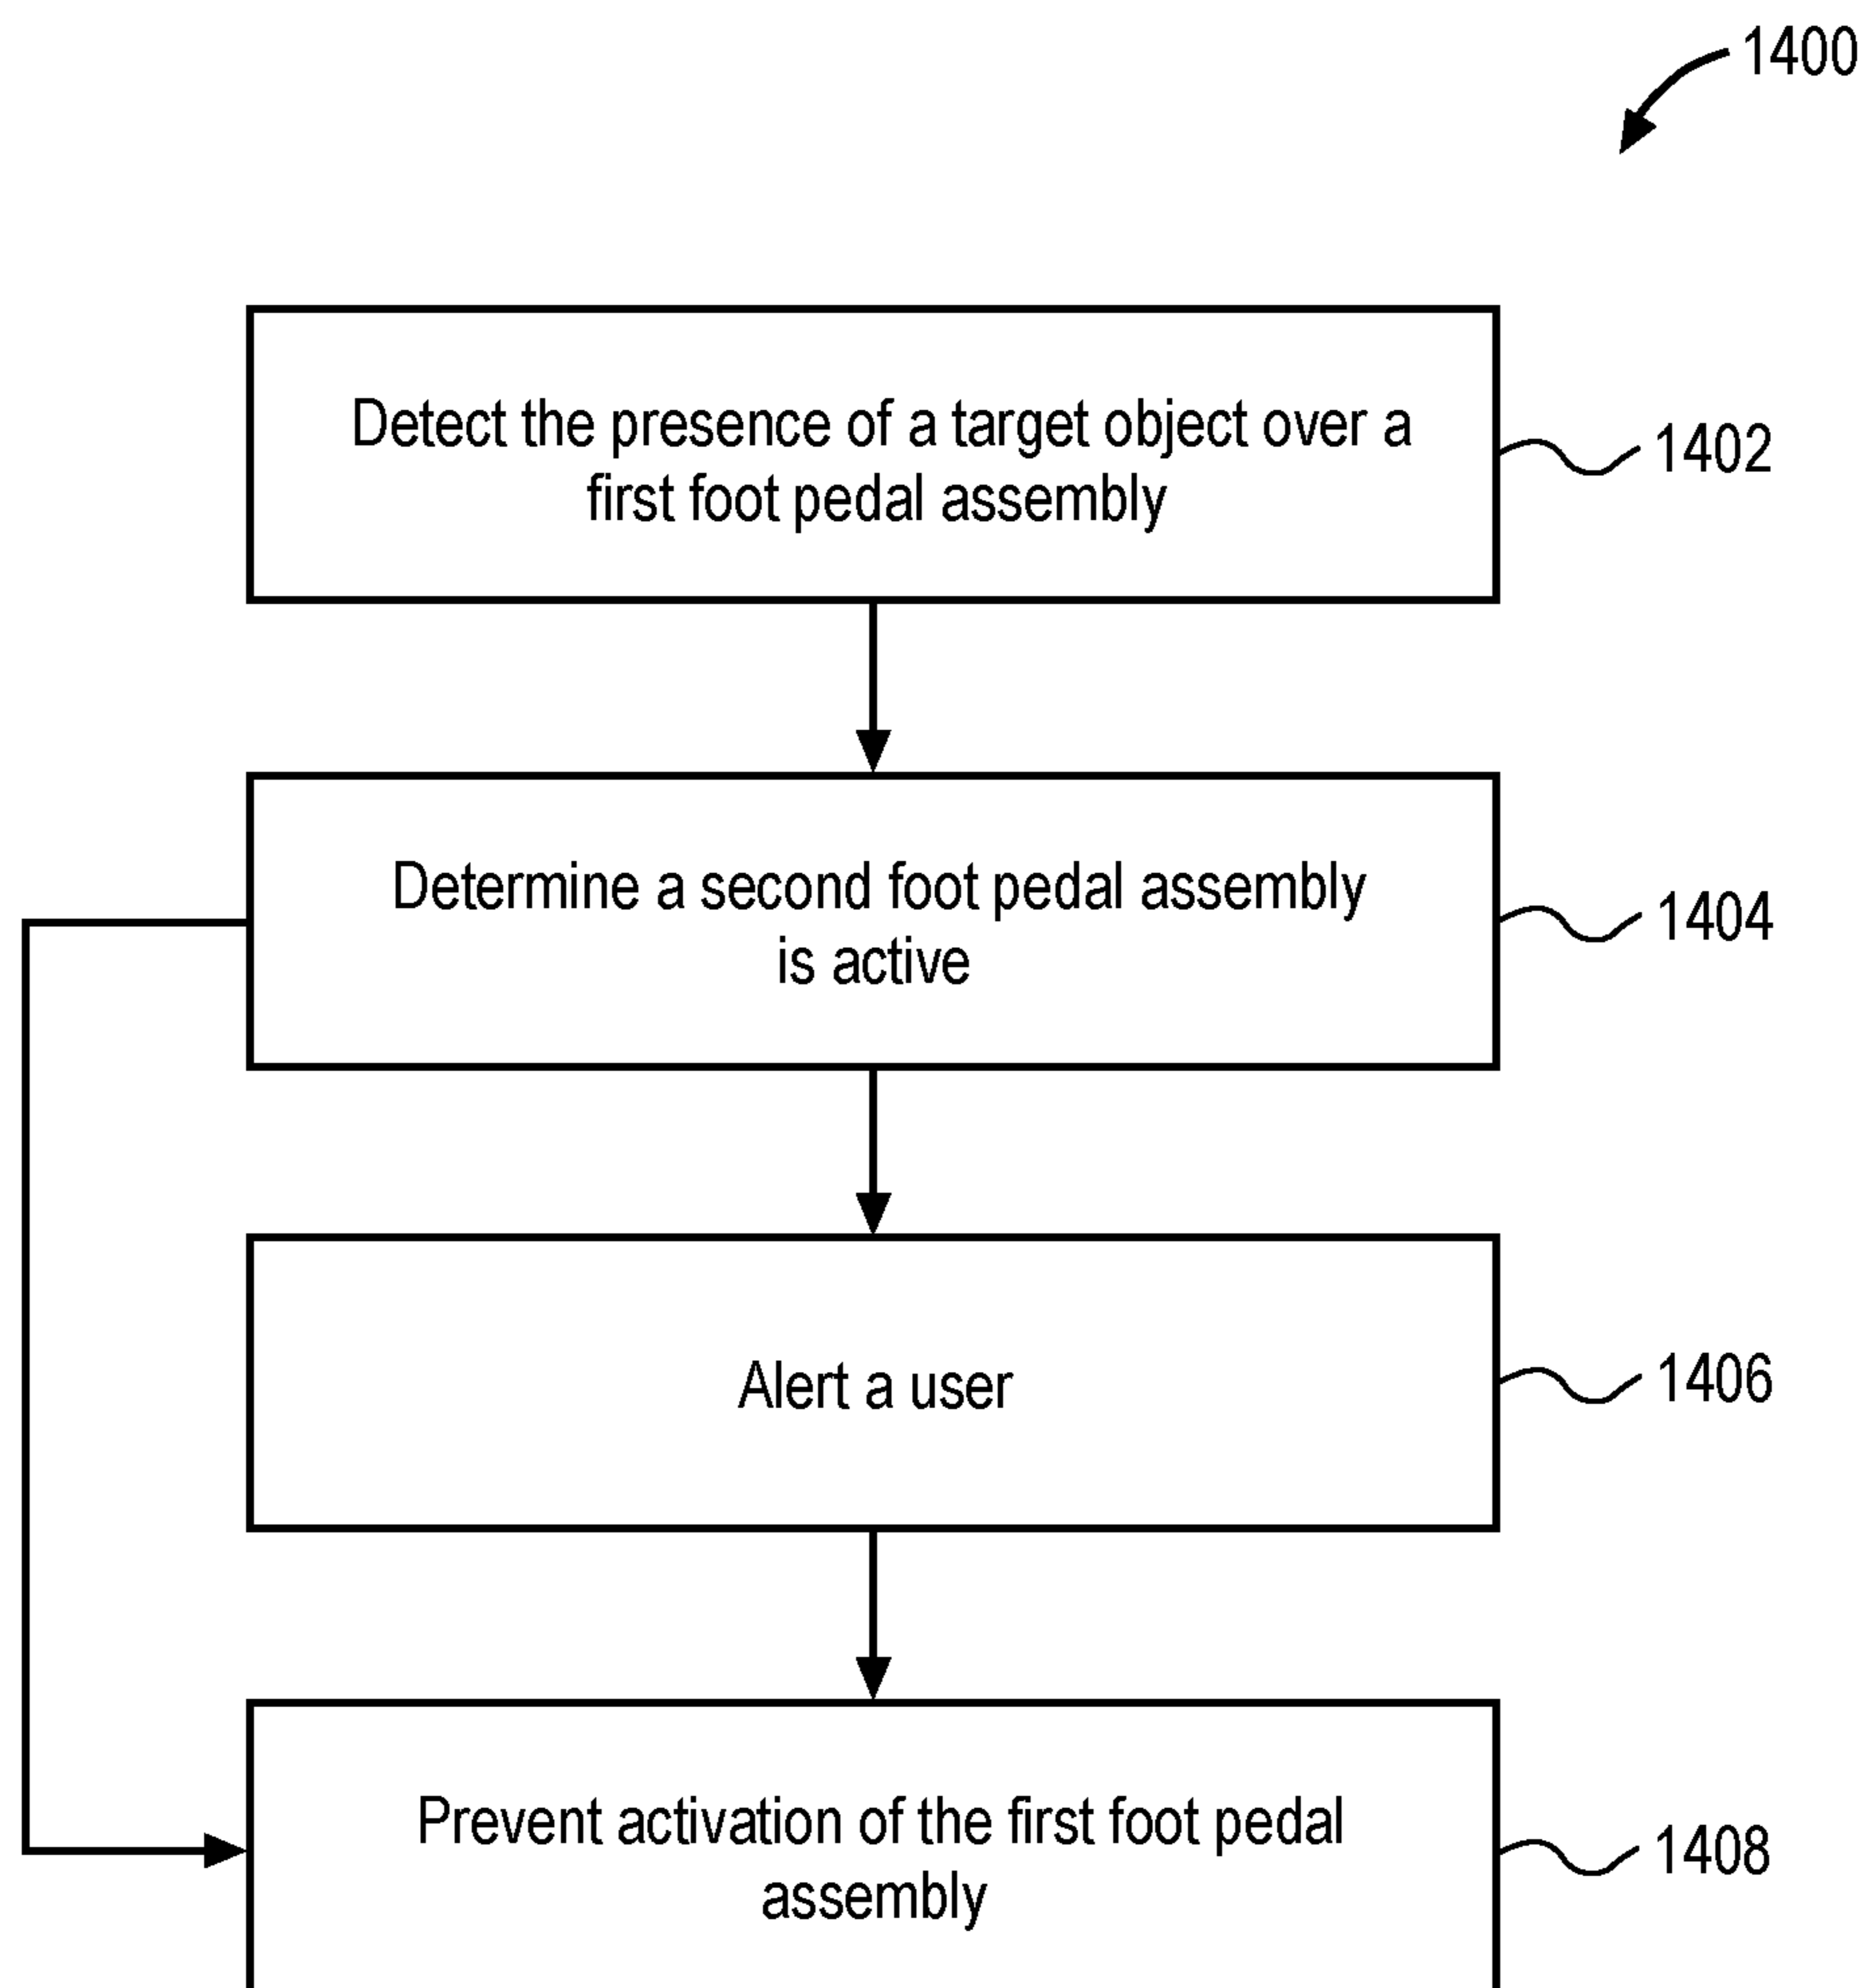 1400
Detect the presence of a target object over a
first foot pedal assembly
1402
Determine a second foot pedal assembly
is active
1404
Alert a user
1406
Prevent activation of the first foot pedal
assembly
1408